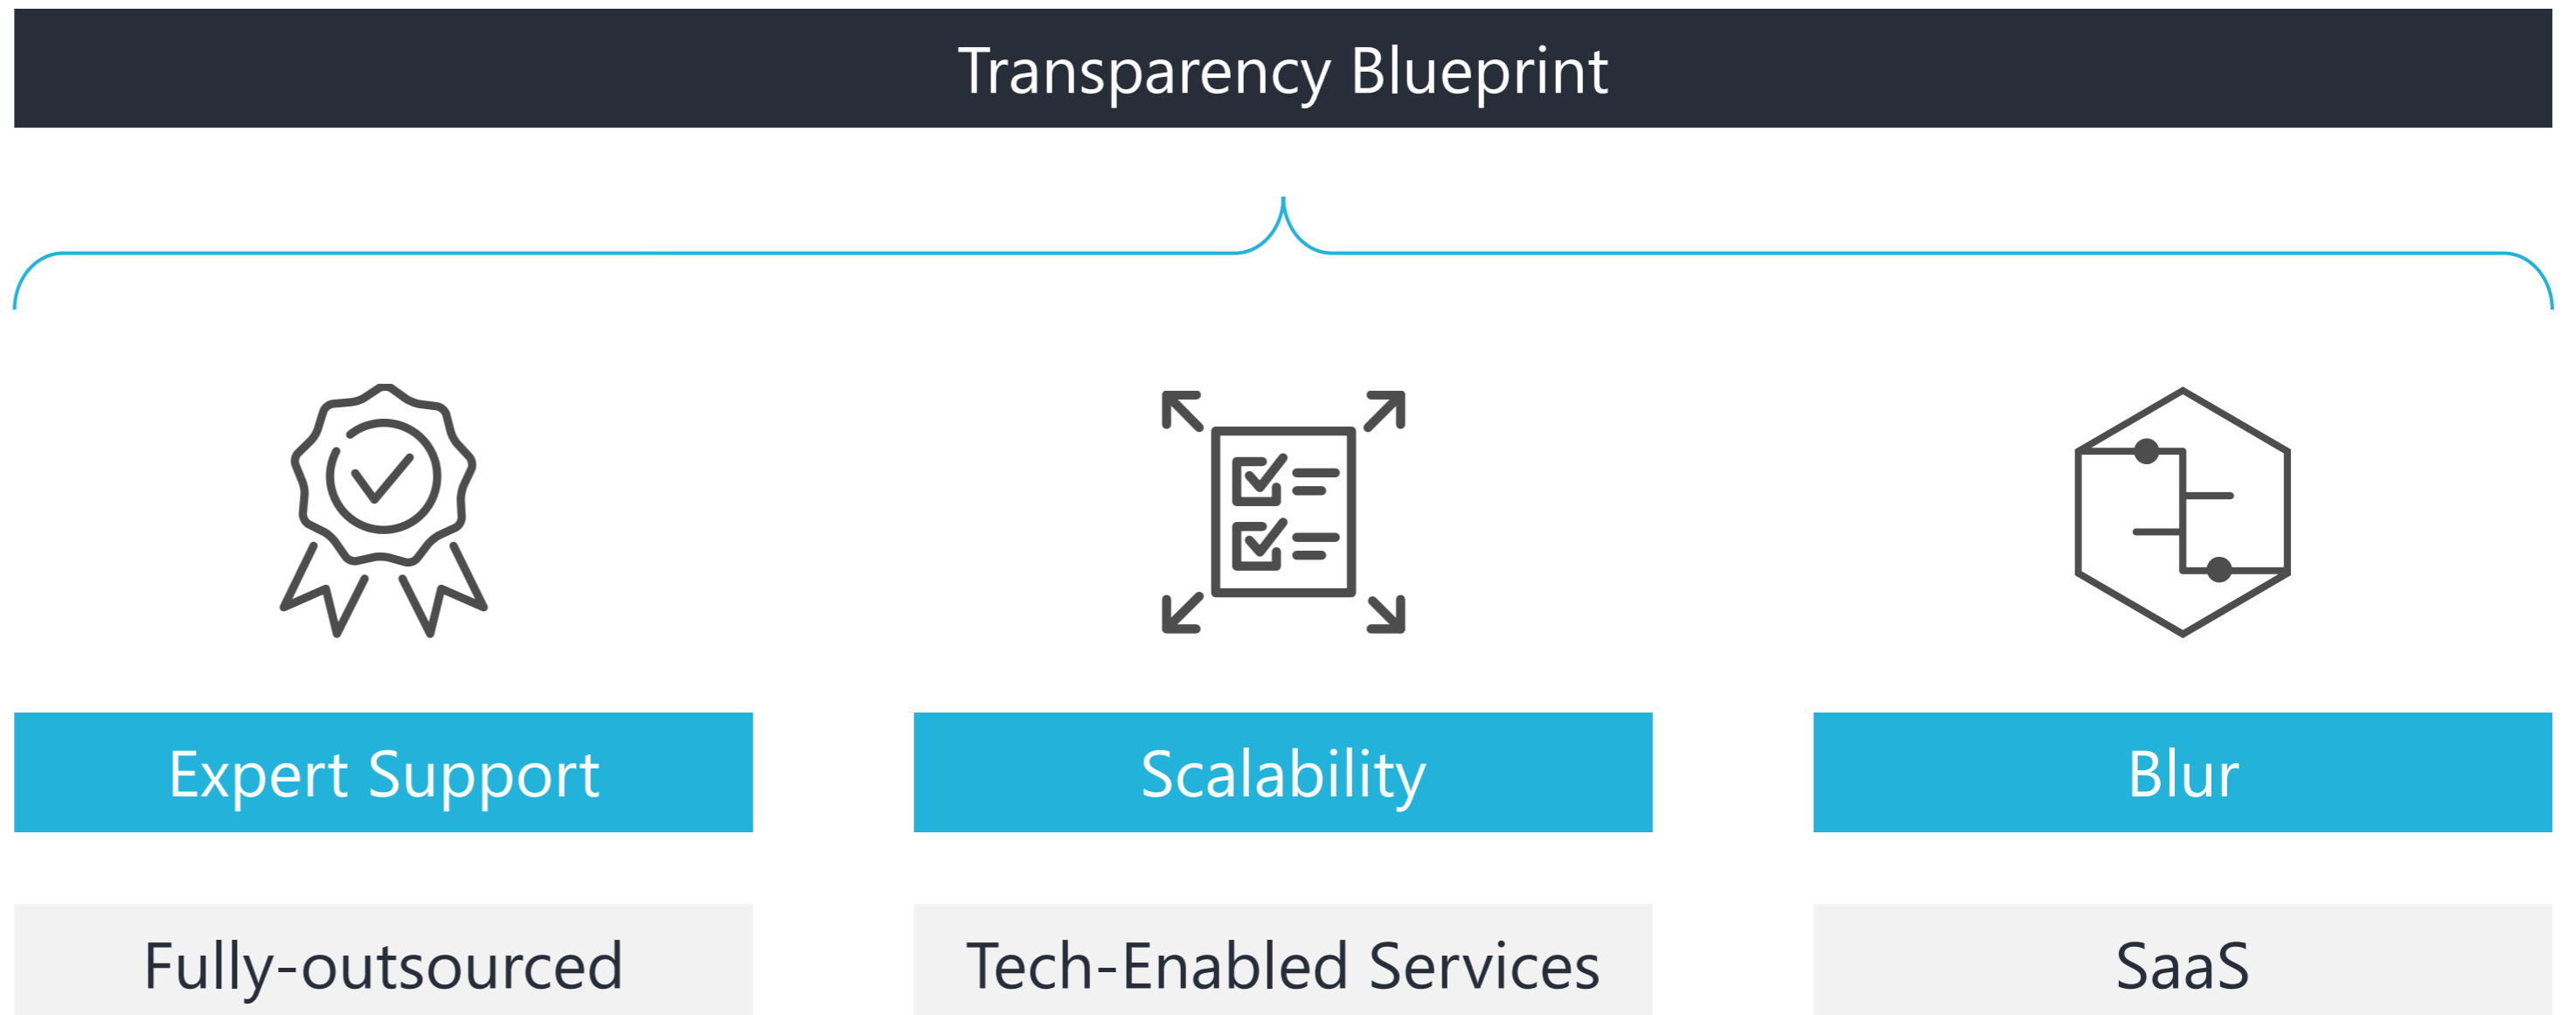 Transparency Blueprint
Expert Support
Scalability
Blur
Fully-outsourced
Tech-Enabled Services
SaaS